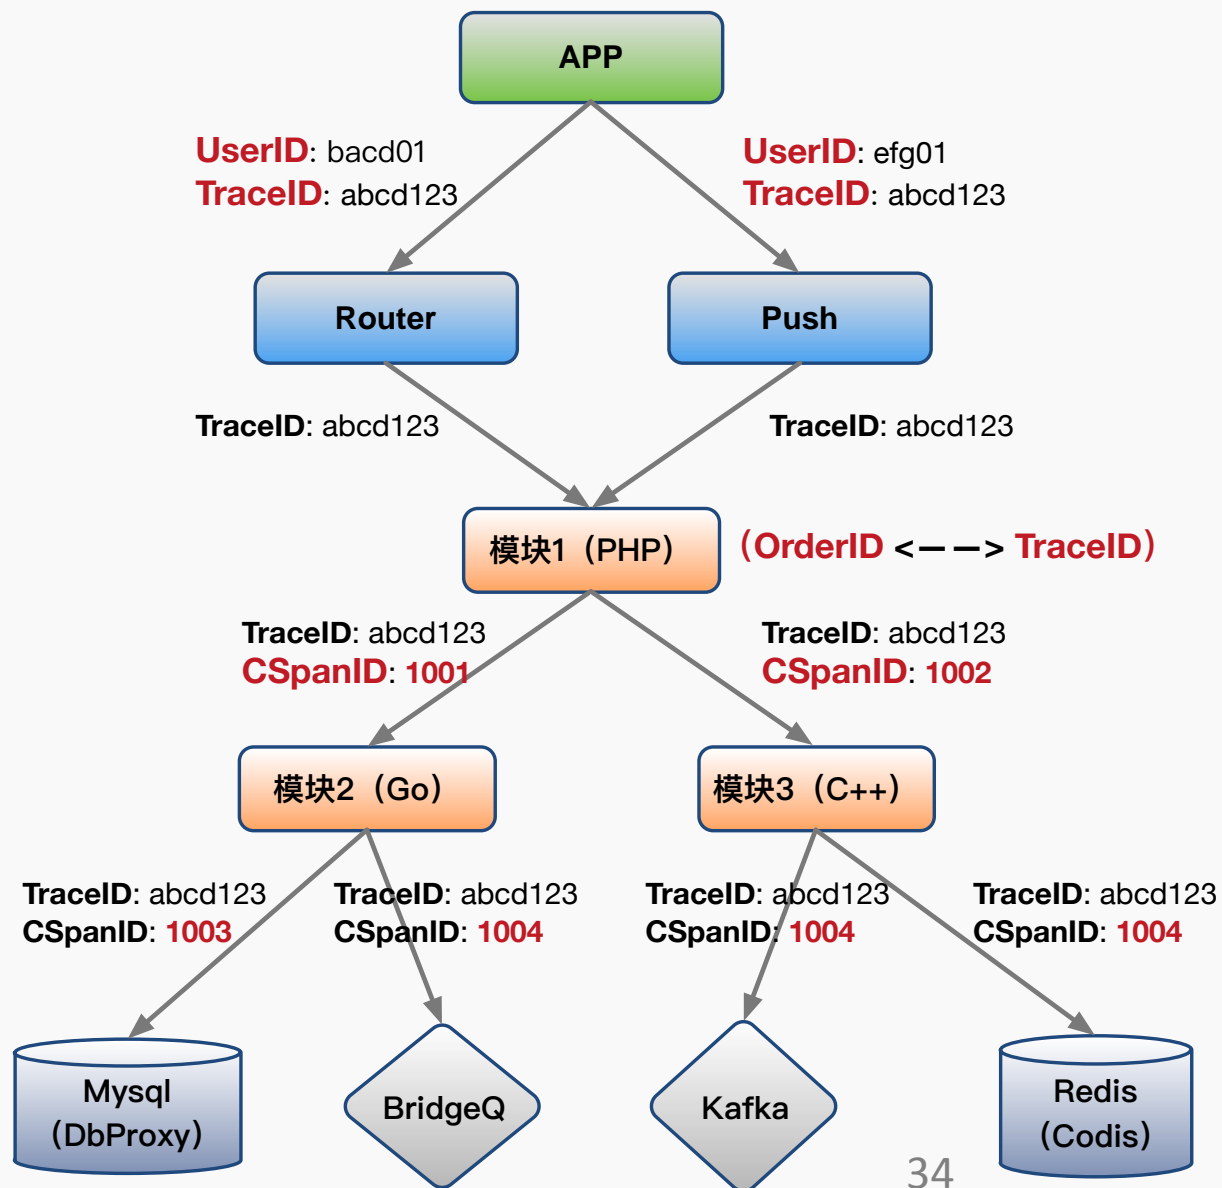 APP
UserID: bacd01
TraceID: abcd123
UserID: efg01
TraceID: abcd123
Router
Push
TraceID: abcd123
TraceID: abcd123
模块1（PHP）
（OrderID <——> TraceID）
TraceID: abcd123
CSpanID: 1001
TraceID: abcd123
CSpanID: 1002
模块2（Go）
模块3（C++）
TraceID: abcd123
CSpanID: 1003
TraceID: abcd123
CSpanID: 1004
TraceID: abcd123
CSpanID: 1004
TraceID: abcd123
CSpanID: 1004
Mysql
（DbProxy）
BridgeQ
Kafka
Redis
（Codis）
34